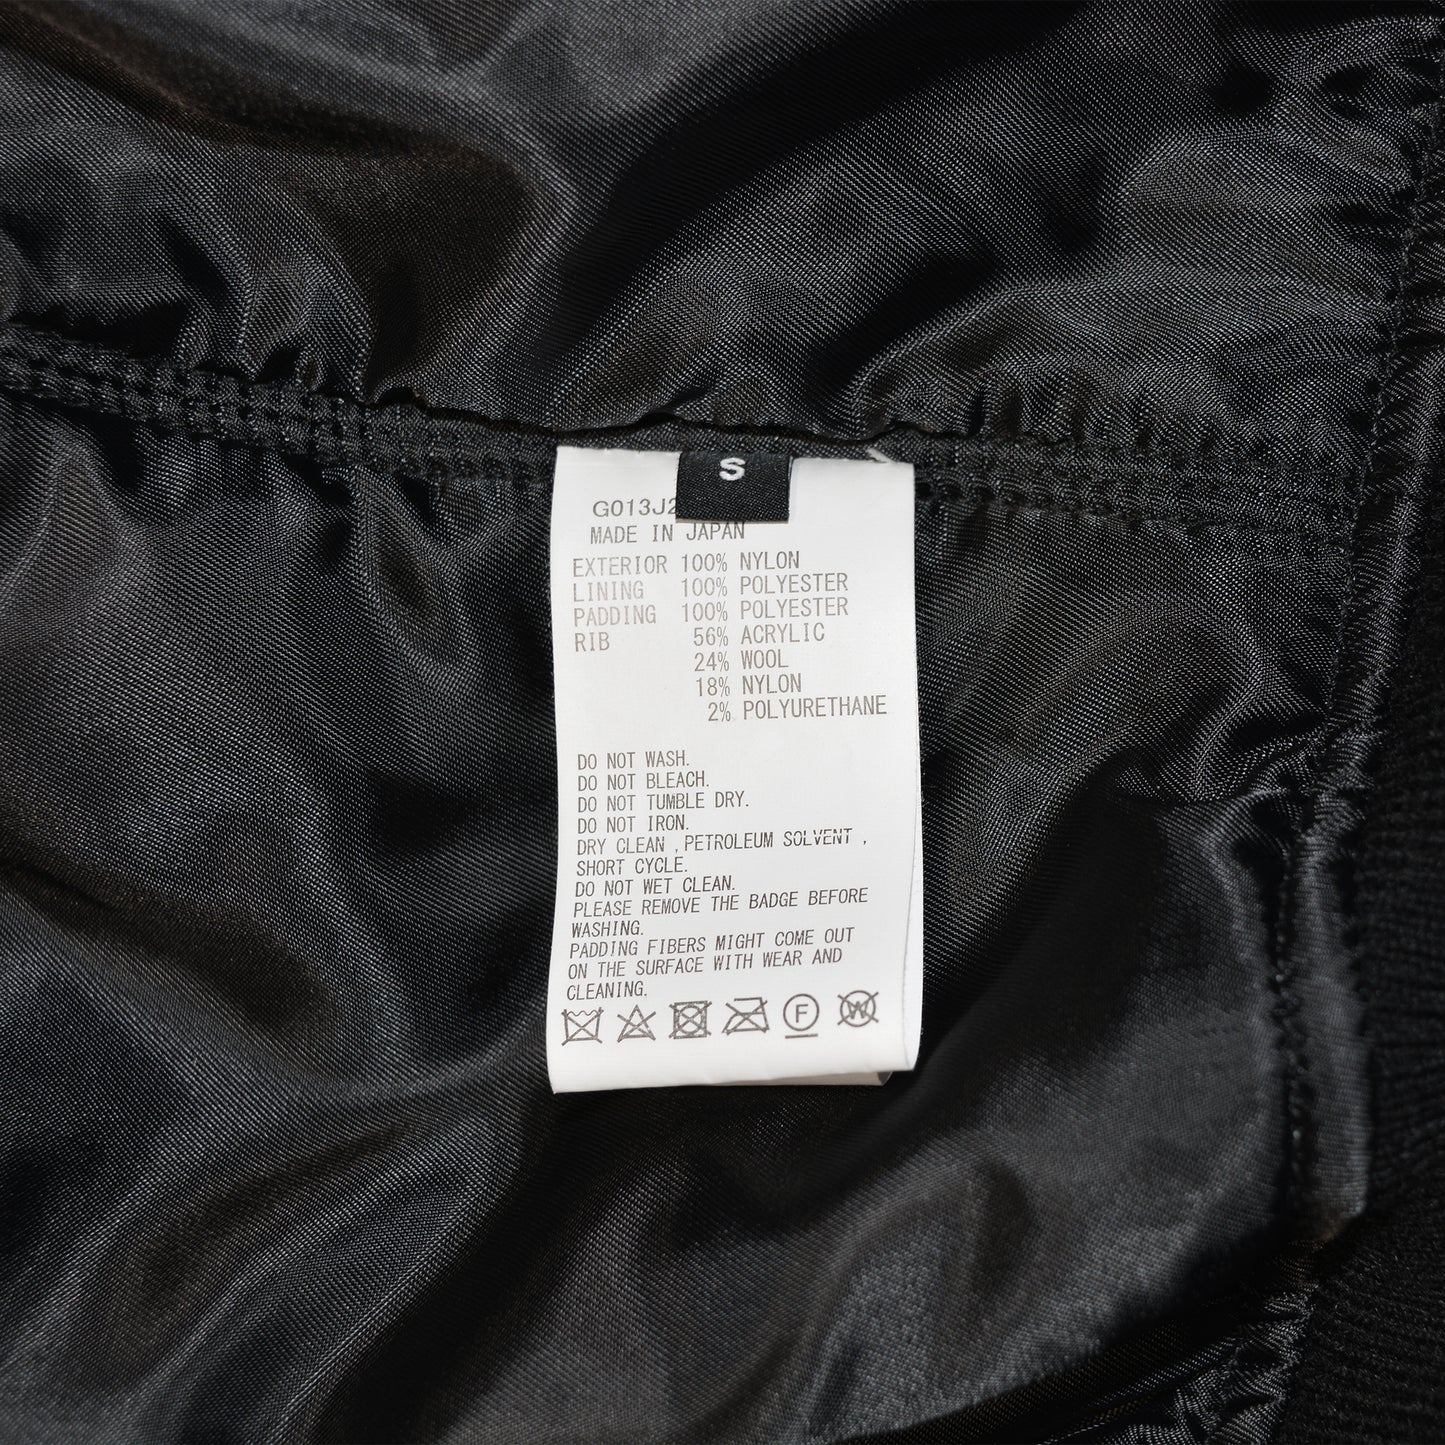 S
G013J2
MADE IN JAPAN
EXTERIOR 100% NYLON
LINING 100% POLYESTER
PADDING 100% POLYESTER
RIB 56% ACRYLIC
24% WOOL
18% NYLON
2% POLYURETHANE
DO NOT WASH.
DO NOT BLEACH.
DO NOT TUMBLE DRY.
DO NOT IRON.
DRY CLEAN ,PETROLEUM SOLVENT ,
SHORT CYCLE.
DO NOT WET CLEAN.
PLEASE REMOVE THE BADGE BEFORE
WASHING.
PADDING FIBERS MIGHT COME OUT
ON THE SURFACE WITH WEAR AND
CLEANING.
F W